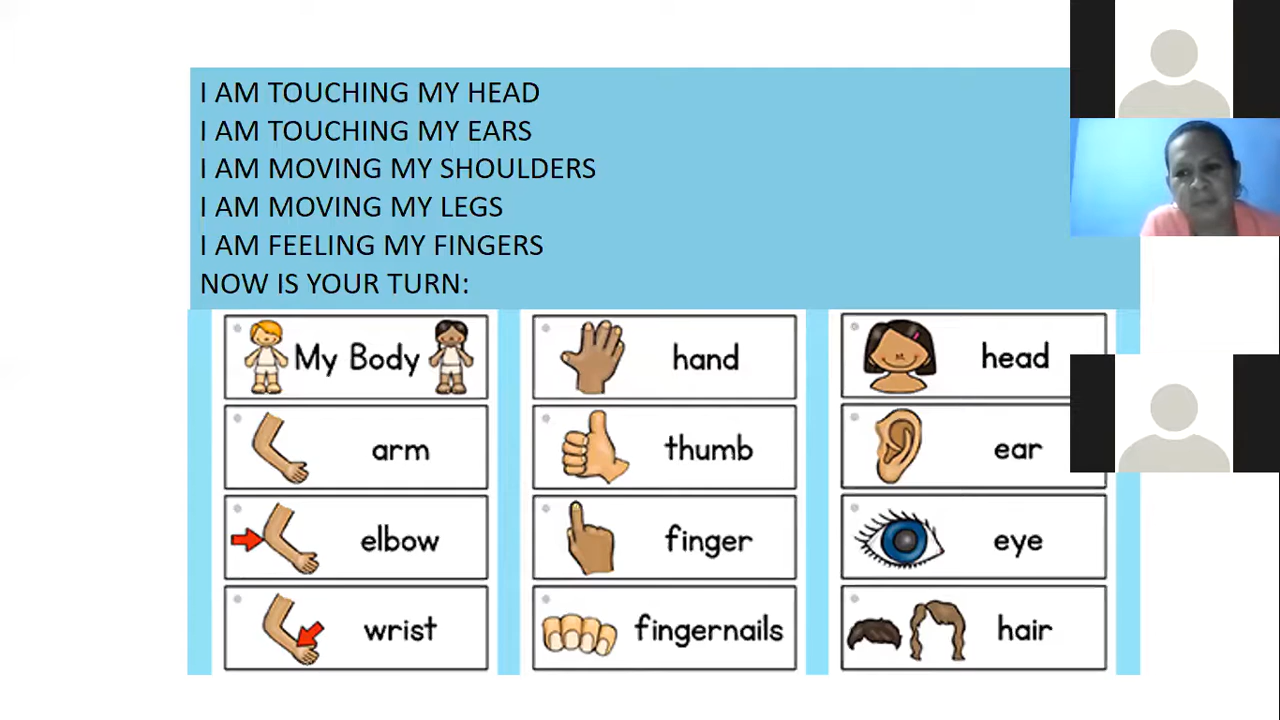 I AM TOUCHING MY HEAD
I AM TOUCHING MY EARS
I AM MOVING MY SHOULDERS
I AM MOVING MY LEGS
I AM FEELING MY FINGERS
NOW IS YOUR TURN:
My Body
arm
elbow
wrist
hand
thumb
finger
fingernails
head
ear
eye
hair